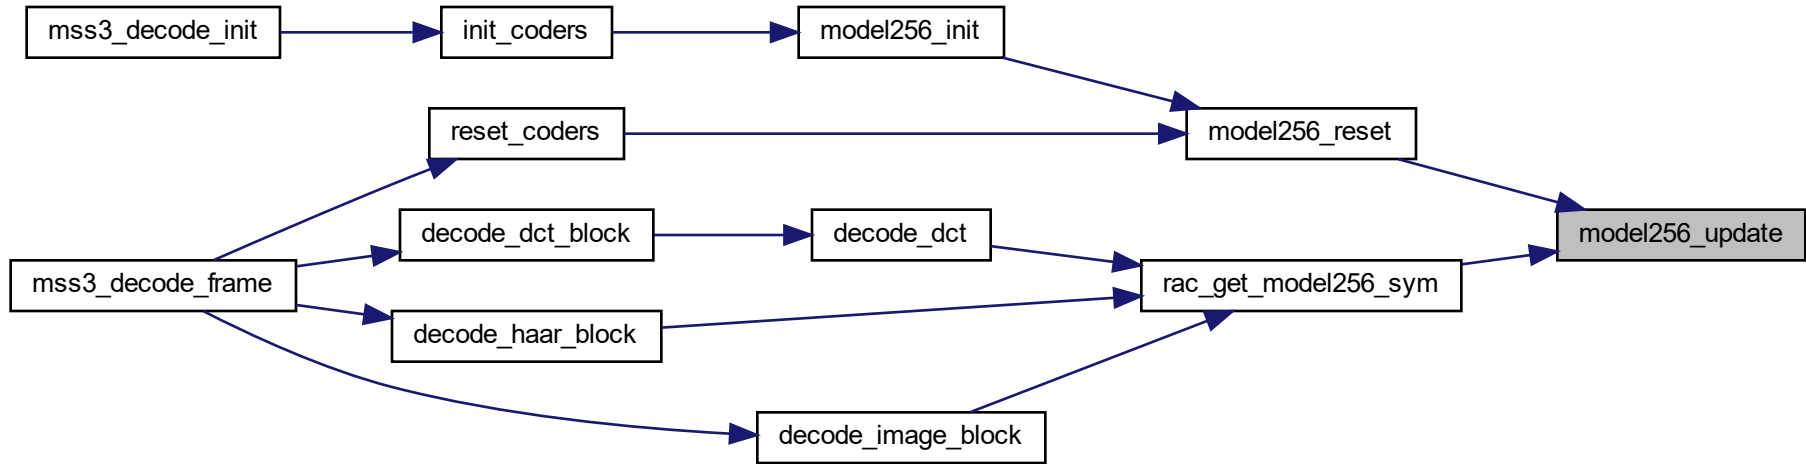 mss3_decode_init
init_coders
model256_init
reset_coders
model256_reset
decode_dct_block
decode_dct
model256_update
mss3_decode_frame
rac_get_model256_sym
decode_haar_block
decode_image_block